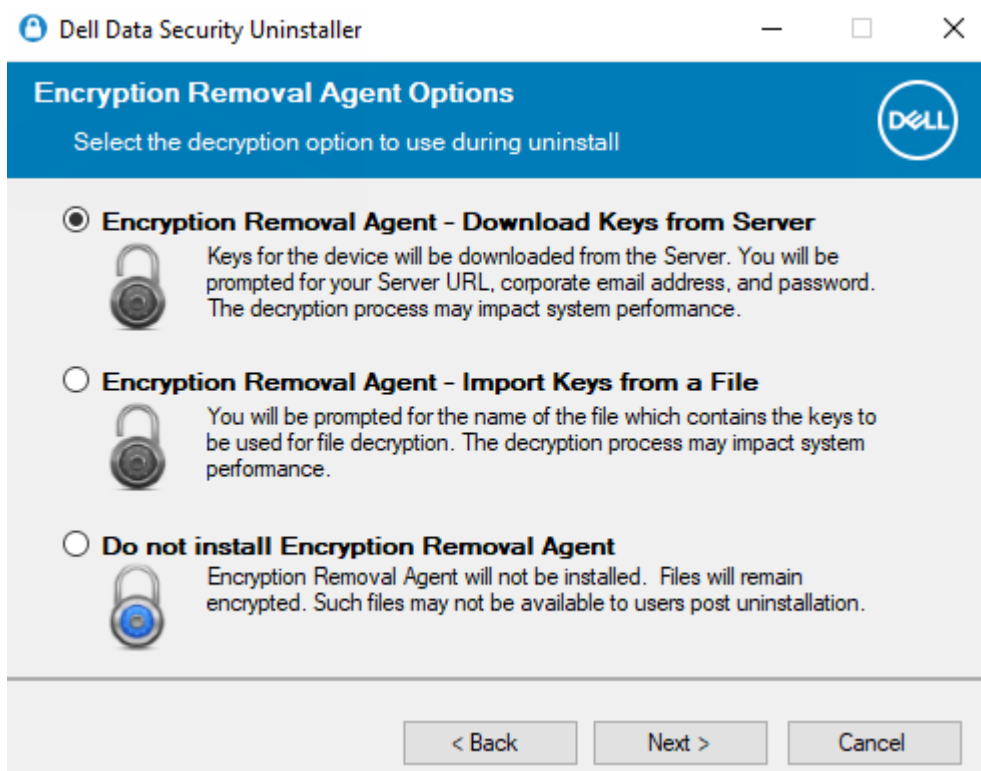 Dell Data Security Uninstaller
Encryption Removal Agent Options
Select the decryption option to use during uninstall
DELL
Encryption Removal Agent - Download Keys from Server
Keys for the device will be downloaded from the Server. You will be
prompted for your Server URL, corporate email address, and password.
The decryption process may impact system performance.
Encryption Removal Agent - Import Keys from a File
You will be prompted for the name of the file which contains the keys to
be used for file decryption. The decryption process may impact system
performance.
Do not install Encryption Removal Agent
Encryption Removal Agent will not be installed.  Files will remain
encrypted. Such files may not be available to users post uninstallation.
< Back
Next >
Cancel